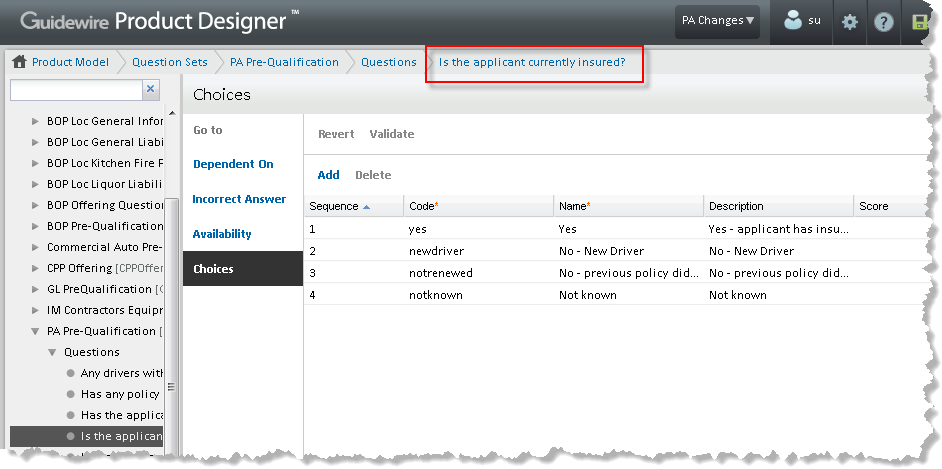 Guidewire Product Designer™
PA Changes▼
su
Product Model
Question Sets
PA Pre-Qualification
Questions
Is the applicant currently insured?
Choices
BOP Loc General Infor
BOP Loc General Liabi
BOP Loc Kitchen Fire P
BOP Loc Liquor Liabili
BOP Offering Question
BOP Pre-Qualification
Commercial Auto Pre-
CPP Offering [CPPOffer
GL PreQualification [G
IM Contractors Equipm
PA Pre-Qualification [
Questions
Any drivers with
Has any policy
Has the applica
Is the applican
Go to
Dependent On
Incorrect Answer
Availability
Choices
Revert Validate
Add Delete
Sequence Code* Name* Description Score
1 yes Yes Yes - applicant has insu...
2 newdriver No - New Driver No - New Driver
3 notrenewed No - previous policy did... No - previous policy did...
4 notknown Not known Not known